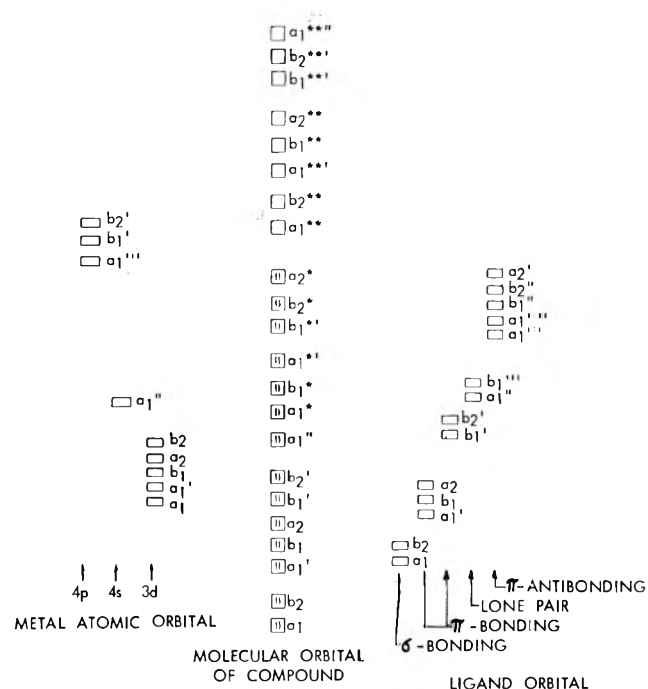 a1**"
b2**'
b1**'
a2**
b1**
a1**'
b2**
a1**
a2*
b2*
b1*'
a1*'
b1*
a1*
a1"
b2'
b1'
a2
b1
a1'
b2
a1
b2'
b1'
a1'''
a1"
b2
a2
b1
a1'
a1
4p 4s 3d
METAL ATOMIC ORBITAL
MOLECULAR ORBITAL
OF COMPOUND
a2'
b2"
b1"
a1''''
a1'''
b1'''
a1"
b2'
b1'
a2
b1
a1'
b2
a1
π-ANTIBONDING
LONE PAIR
π-BONDING
σ-BONDING
LIGAND ORBITAL